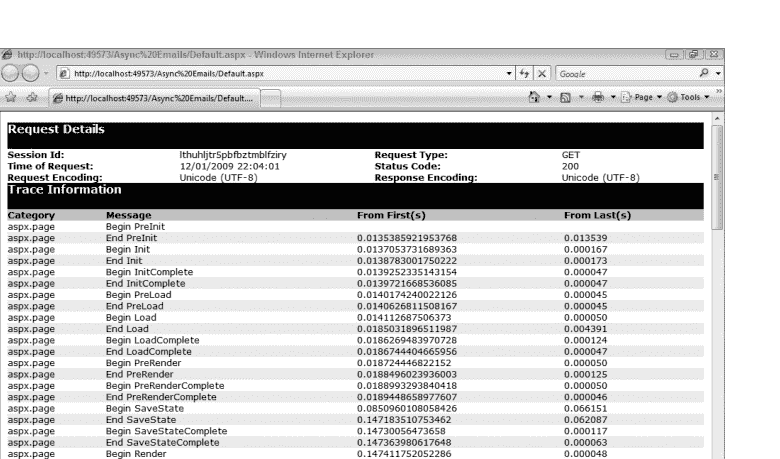 http://localhost:49573/Async%20Emails/Default.aspx - Windows Internet Explorer
http://localhost:49573/Async%20Emails/Default.aspx Google
http://localhost:49573/Async%20Emails/Default.... Page Tools
Request Details
Session Id: lthuhljtr5pbfbztmblfziry Request Type: GET
Time of Request: 12/01/2009 22:04:01 Status Code: 200
Request Encoding: Unicode (UTF-8) Response Encoding: Unicode (UTF-8)
Trace Information
Category Message From First(s) From Last(s)
aspx.page Begin PreInit
aspx.page End PreInit 0.0135385921953768 0.013539
aspx.page Begin Init 0.0137053731689363 0.000167
aspx.page End Init 0.0138783001750222 0.000173
aspx.page Begin InitComplete 0.0139252335143154 0.000047
aspx.page End InitComplete 0.0139721668536085 0.000047
aspx.page Begin PreLoad 0.0140174240022126 0.000045
aspx.page End PreLoad 0.0140626811508167 0.000045
aspx.page Begin Load 0.014112687506373 0.000050
aspx.page End Load 0.0185031896511987 0.004391
aspx.page Begin LoadComplete 0.0186269483970728 0.000124
aspx.page End LoadComplete 0.0186744404665956 0.000047
aspx.page Begin PreRender 0.018724446822152 0.000050
aspx.page End PreRender 0.0188496023936003 0.000125
aspx.page Begin PreRenderComplete 0.0188993293840418 0.000050
aspx.page End PreRenderComplete 0.0189448658977607 0.000046
aspx.page Begin SaveState 0.0850960108058426 0.066151
aspx.page End SaveState 0.147183510753462 0.062087
aspx.page Begin SaveStateComplete 0.14730056473658 0.000117
aspx.page End SaveStateComplete 0.147363980617648 0.000063
aspx.page Begin Render 0.147411752052286 0.000048